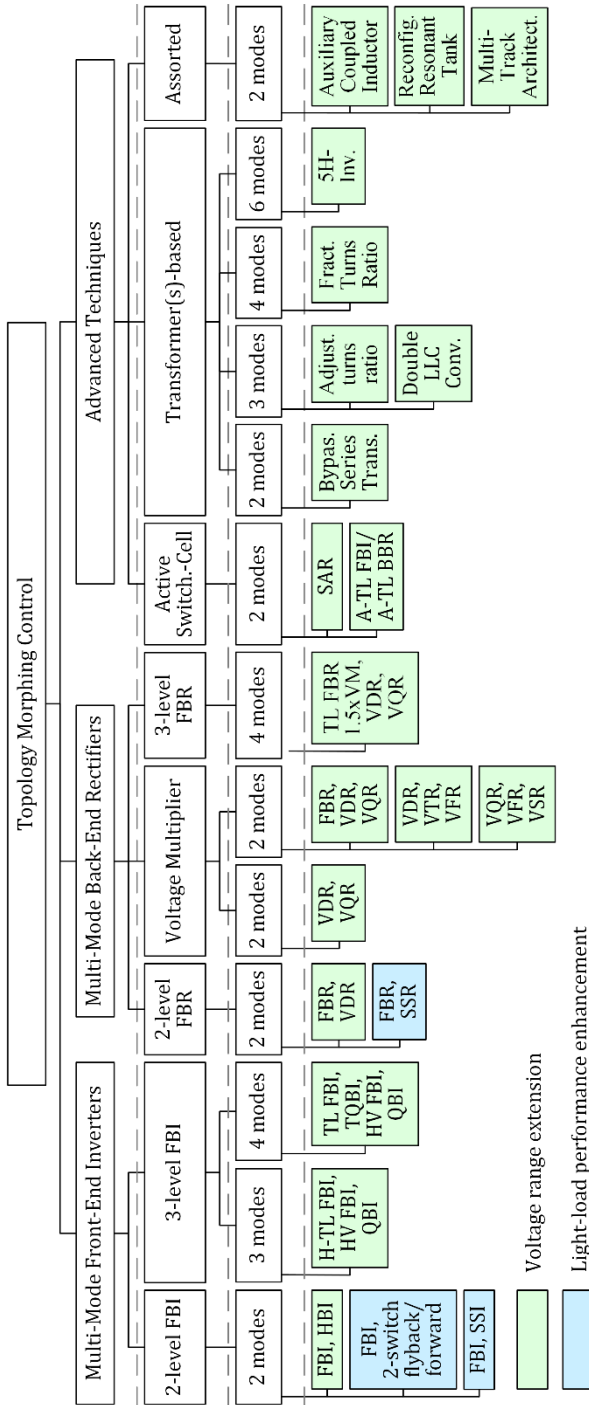 Topology Morphing Control
Multi-Mode Front-End Inverters
Multi-Mode Back-End Rectifiers
Advanced Techniques
2-level FBI
3-level FBI
2-level
FBR
Voltage Multiplier
3-level
FBR
Active
Switch.-Cell
Transformer(s)-based
Assorted
2 modes
3 modes
4 modes
2 modes
2 modes
2 modes
4 modes
2 modes
2 modes
3 modes
4 modes
6 modes
2 modes
FBI, HBI
FBI,
2-switch
flyback/
forward
FBI, SSI
H-TL FBI,
HV FBI,
QBI
TL FBI,
TQBI,
HV FBI,
QBI
FBR,
VDR
FBR,
SSR
VDR,
VQR
FBR,
VDR,
VQR
VDR,
VTR,
VFR
VQR,
VFR,
VSR
TL FBR
1.5xVM,
VDR,
VQR
SAR
A-TL FBI/
A-TL BBR
Bypas.
Series
Trans.
Adjust.
turns
ratio
Double
LLC
Conv.
Fract.
Turns
Ratio
5H-
Inv.
Auxiliary
Coupled
Inductor
Reconfig.
Resonant
Tank
Multi-
Track
Architect.
Voltage range extension
Light-load performance enhancement